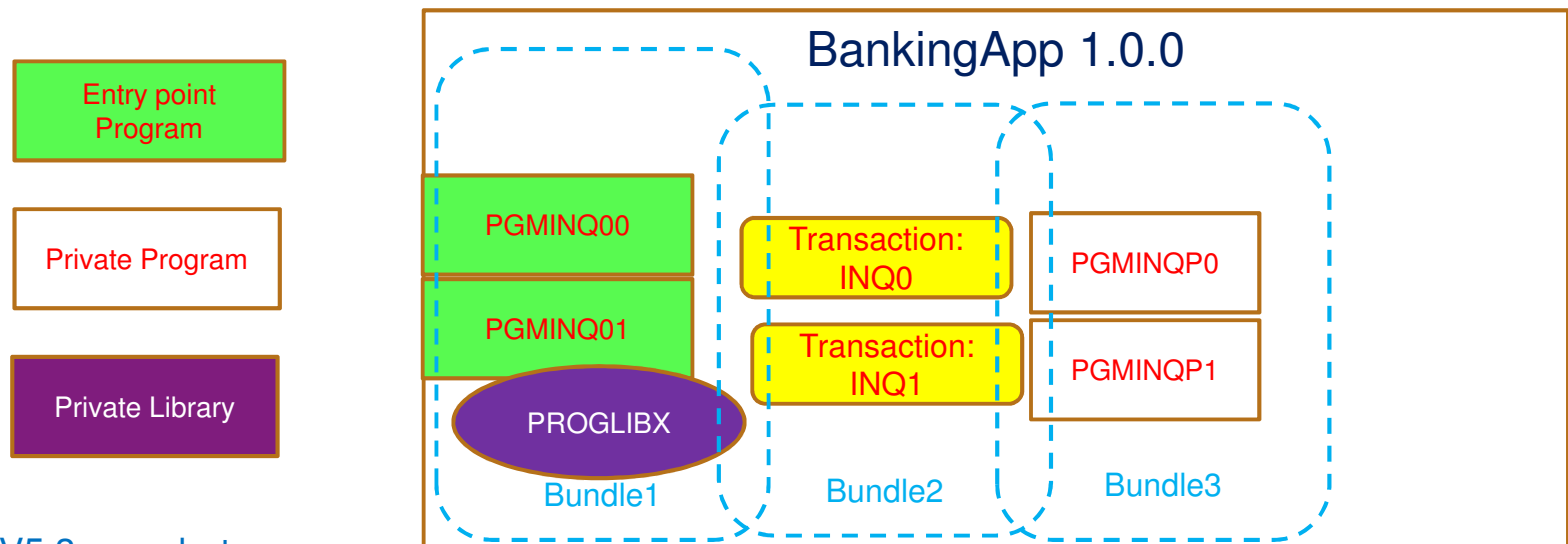 BankingApp 1.0.0
Entry point
Program
Private Program
Private Library
PGMINQ00
PGMINQ01
PROGLIBX
Bundle1
Transaction:
INQ0
Transaction:
INQ1
Bundle2
PGMINQP0
PGMINQP1
Bundle3